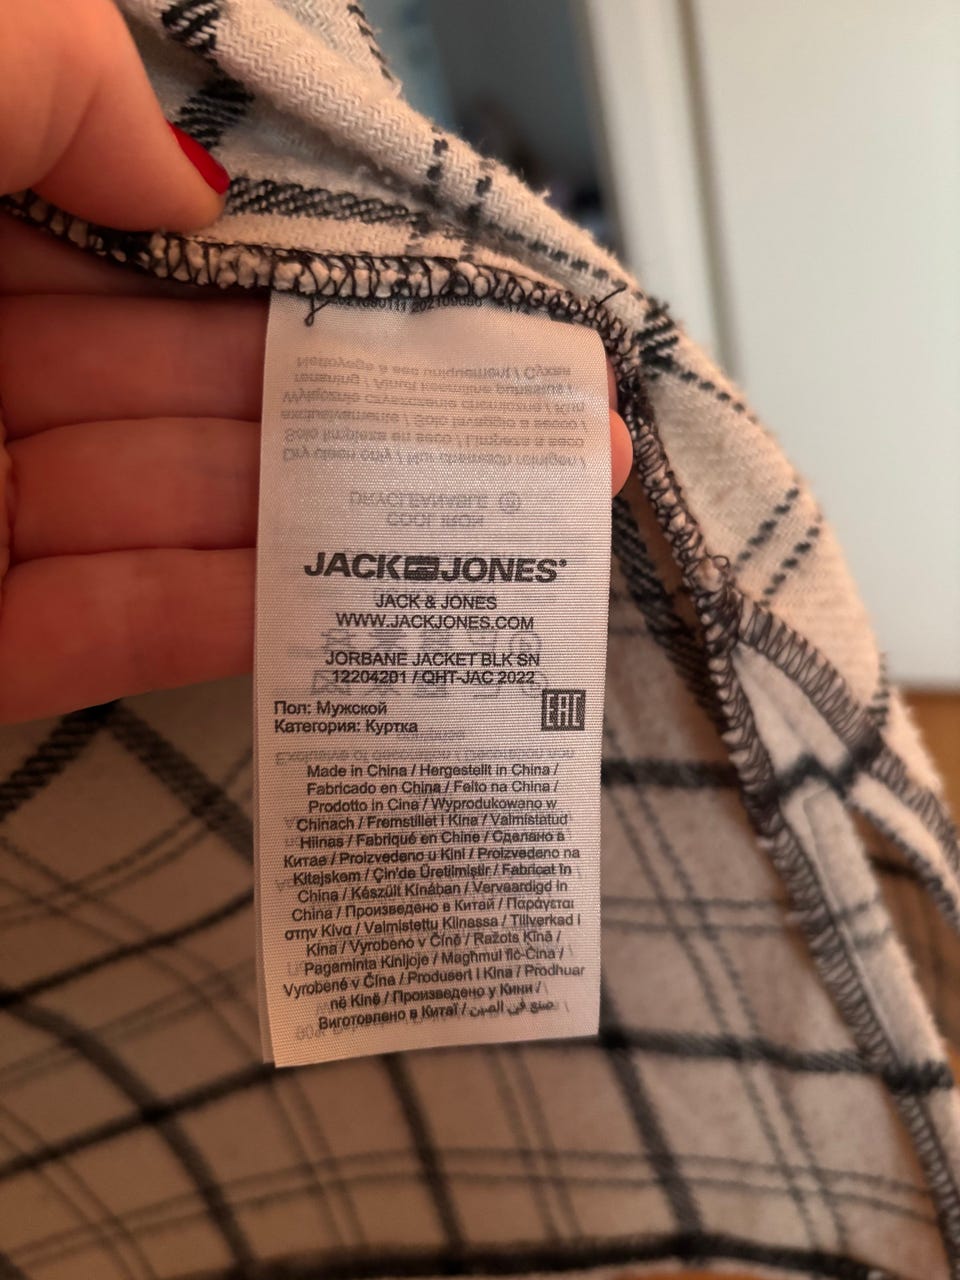 JACK JONES®
JACK & JONES
WWW.JACKJONES.COM
JORBANE JACKET BLK SN
12204201 / QHT-JAC 2022
Пол: Мужской
Категория: Куртка
EAC
Made in China / Hergestellt in China /
Fabricado en China / Feito na China /
Prodotto in Cina / Wyprodukowano w
Chinach / Fremstillet i Kina / Valmistatud
Hiinas / Fabriqué en Chine / Сделано в
Китае / Proizvedeno u Kini / Proizvedeno na
Kitajskem / Çin'de Üretilmiştir / Fabricat în
China / Készült Kínában / Vervaardigd in
China / Произведено в Китай / Παράγεται
στην Κίνα / Valmistettu Kiinassa / Tillverkad i
Kina / Vyrobeno v Číně / Ražots Ķīnā /
Pagaminta Kinijoje / Maghmul fiċ-Ċina /
Vyrobené v Čína / Produsert i Kina / Prodhuar
në Kinë / Произведено у Кини /
Виготовлено в Китаї / صنع في الصين